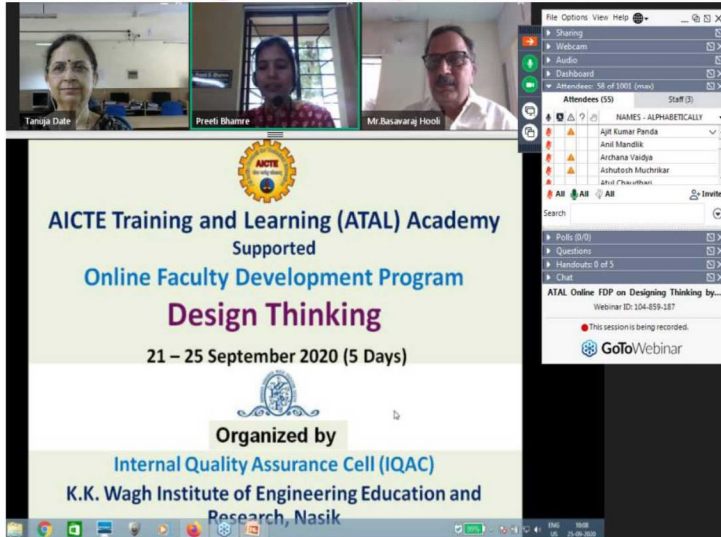 File Options View Help
Sharing
Webcam
Audio
Dashboard
Attendees: 58 of 1001 (max)
Attendees (55) Staff (3)
NAMES - ALPHABETICALLY
Ajit Kumar Panda
Anil Mandlik
Archana Vaidya
Ashutosh Muchrikar
Atul Chaudhari
All All All Invite
Search
Polls (0/0)
Questions
Handouts: 0 of 5
Chat
ATAL Online FDP on Designing Thinking by...
Webinar ID: 104-859-187
This session is being recorded.
GoToWebinar
Tanuja Date
Preeti Bhamre
Mr.Basavaraj Hooli
AICTE
AICTE Training and Learning (ATAL) Academy
Supported
Online Faculty Development Program
Design Thinking
21 – 25 September 2020 (5 Days)
Organized by
Internal Quality Assurance Cell (IQAC)
K.K. Wagh Institute of Engineering Education and
Research, Nasik
ENG
US
25-09-2020